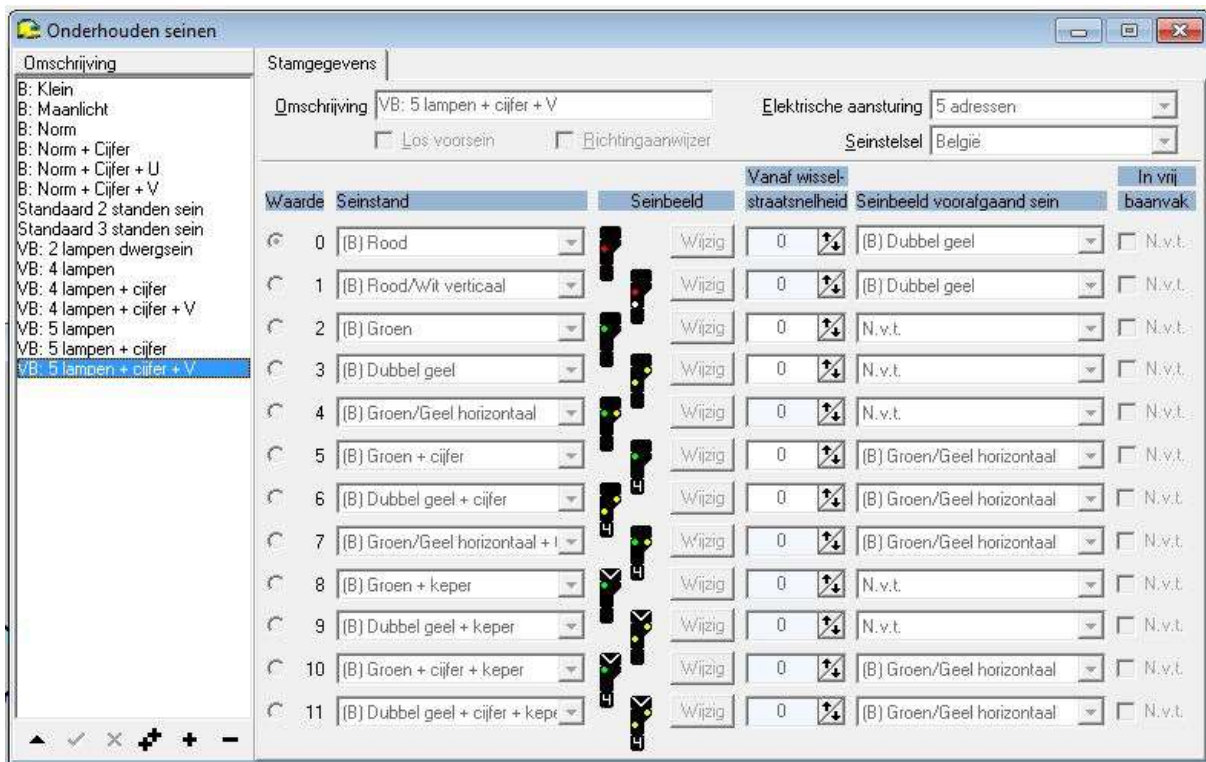 Onderhouden seinen
Omschrijving
B: Klein
B: Maanlicht
B: Norm
B: Norm + Cijfer
B: Norm + Cijfer + U
B: Norm + Cijfer + V
Standaard 2 standen sein
Standaard 3 standen sein
VB: 2 lampen dwergsein
VB: 4 lampen
VB: 4 lampen + cijfer
VB: 4 lampen + cijfer + V
VB: 5 lampen
VB: 5 lampen + cijfer
VB: 5 lampen + cijfer + V
Stamgegevens
Omschrijving VB: 5 lampen + cijfer + V Elektrische aansturing 5 adressen
Los voorsein Richtingaanwijzer Seinstelsel België
Vanaf wissel- In vrij
Waarde Seinstand Seinbeeld straatsnelheid Seinbeeld voorafgaand sein baanvak
0 (B) Rood Wijzig 0 (B) Dubbel geel N.v.t.
1 (B) Rood/Wit verticaal Wijzig 0 (B) Dubbel geel N.v.t.
2 (B) Groen Wijzig 0 N.v.t. N.v.t.
3 (B) Dubbel geel Wijzig 0 N.v.t. N.v.t.
4 (B) Groen/Geel horizontaal Wijzig 0 N.v.t. N.v.t.
5 (B) Groen + cijfer 4 Wijzig 0 (B) Groen/Geel horizontaal N.v.t.
6 (B) Dubbel geel + cijfer 4 Wijzig 0 (B) Groen/Geel horizontaal N.v.t.
7 (B) Groen/Geel horizontaal + 4 Wijzig 0 (B) Groen/Geel horizontaal N.v.t.
8 (B) Groen + keper Wijzig 0 N.v.t. N.v.t.
9 (B) Dubbel geel + keper Wijzig 0 N.v.t. N.v.t.
10 (B) Groen + cijfer + keper 4 Wijzig 0 (B) Groen/Geel horizontaal N.v.t.
11 (B) Dubbel geel + cijfer + kepe 4 Wijzig 0 (B) Groen/Geel horizontaal N.v.t.